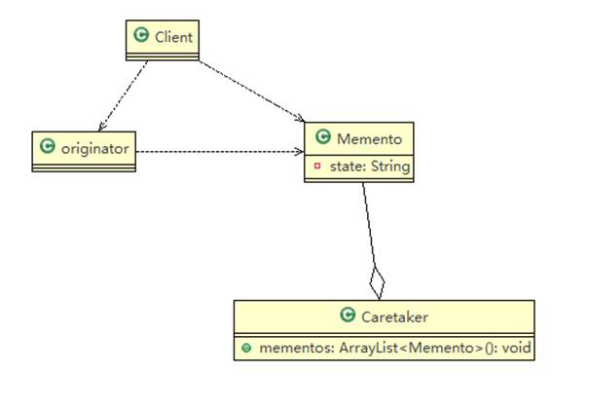 Client
originator
Memento
state: String
Caretaker
mementos: ArrayList<Memento>(): void